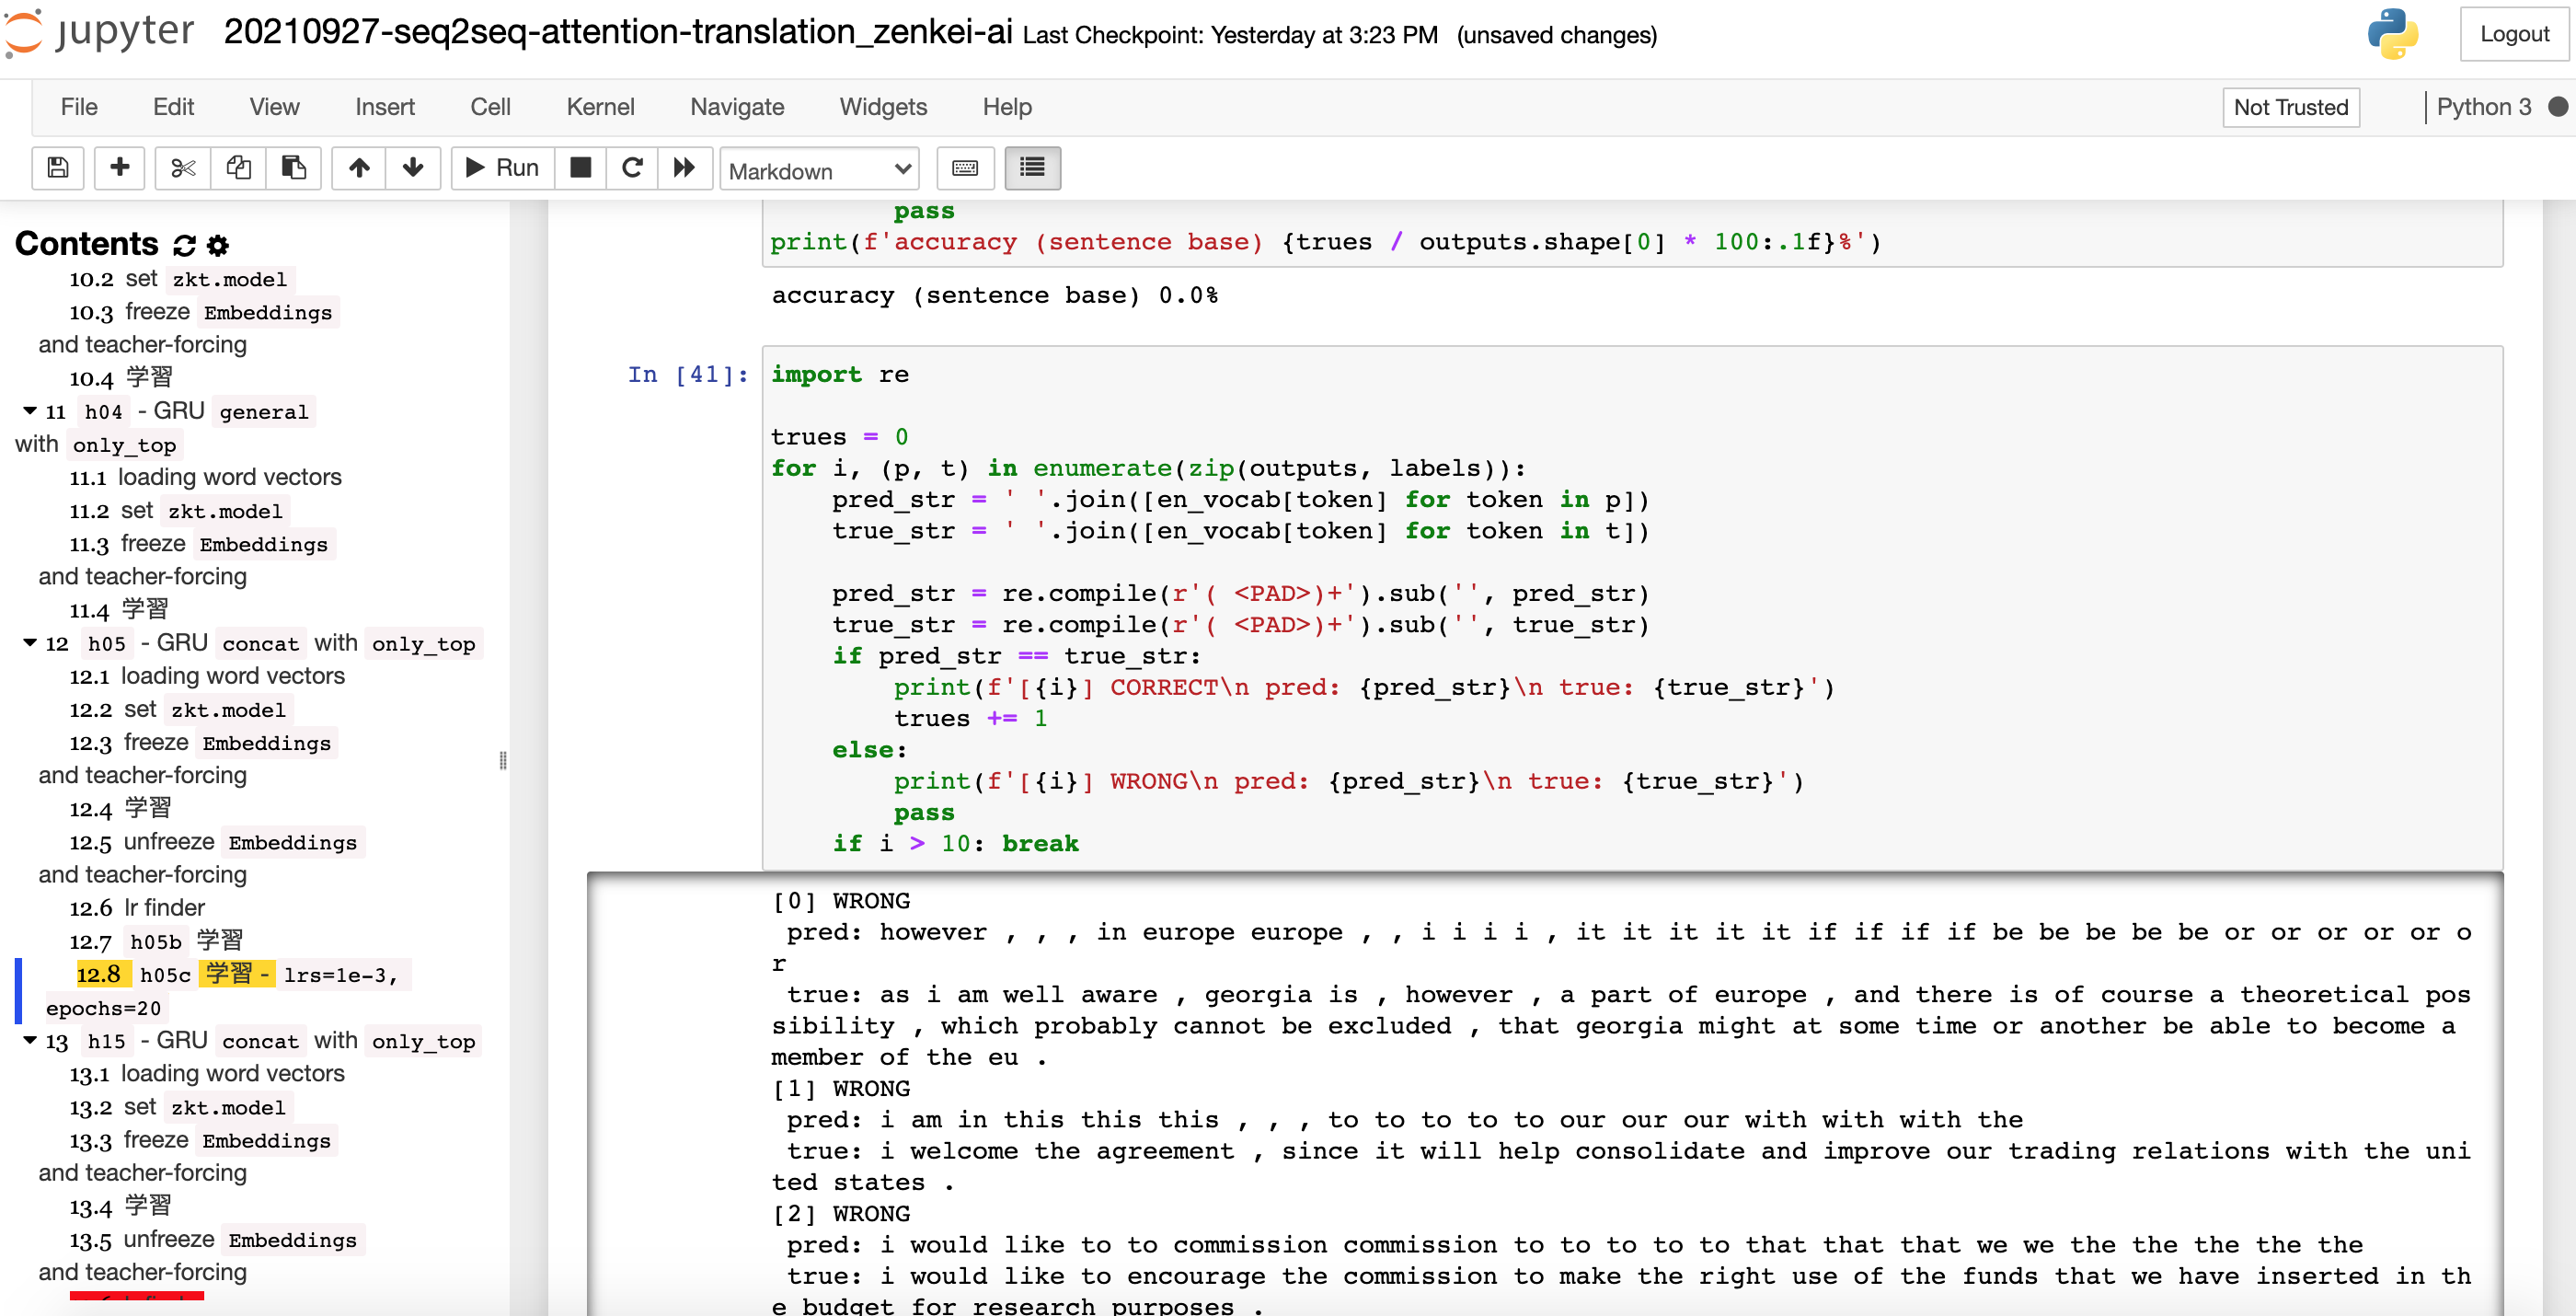 jupyter 20210927-seq2seq-attention-translation_zenkei-ai Last Checkpoint: Yesterday at 3:23 PM (unsaved changes)
Logout
File Edit View Insert Cell Kernel Navigate Widgets Help
Not Trusted
Python 3
Run
Markdown
Contents
10.2 set zkt.model
10.3 freeze Embeddings
and teacher-forcing
10.4 学習
11 h04 - GRU general
with only_top
11.1 loading word vectors
11.2 set zkt.model
11.3 freeze Embeddings
and teacher-forcing
11.4 学習
12 h05 - GRU concat with only_top
12.1 loading word vectors
12.2 set zkt.model
12.3 freeze Embeddings
and teacher-forcing
12.4 学習
12.5 unfreeze Embeddings
and teacher-forcing
12.6 lr finder
12.7 h05b 学習
12.8 h05c 学習 - lrs=1e-3,
epochs=20
13 h15 - GRU concat with only_top
13.1 loading word vectors
13.2 set zkt.model
13.3 freeze Embeddings
and teacher-forcing
13.4 学習
13.5 unfreeze Embeddings
and teacher-forcing
pass
print(f'accuracy (sentence base) {trues / outputs.shape[0] * 100:.1f}%')
accuracy (sentence base) 0.0%
In [41]:
import re
trues = 0
for i, (p, t) in enumerate(zip(outputs, labels)):
pred_str = ' '.join([en_vocab[token] for token in p])
true_str = ' '.join([en_vocab[token] for token in t])
pred_str = re.compile(r'( <PAD>)+').sub('', pred_str)
true_str = re.compile(r'( <PAD>)+').sub('', true_str)
if pred_str == true_str:
print(f'[{i}] CORRECT\n pred: {pred_str}\n true: {true_str}')
trues += 1
else:
print(f'[{i}] WRONG\n pred: {pred_str}\n true: {true_str}')
pass
if i > 10: break
[0] WRONG
pred: however , , , in europe europe , , i i i i , it it it it it if if if if be be be be be or or or or or o
r
true: as i am well aware , georgia is , however , a part of europe , and there is of course a theoretical pos
sibility , which probably cannot be excluded , that georgia might at some time or another be able to become a
member of the eu .
[1] WRONG
pred: i am in this this this , , , to to to to to our our our with with with the
true: i welcome the agreement , since it will help consolidate and improve our trading relations with the uni
ted states .
[2] WRONG
pred: i would like to to commission commission to to to to to that that that we we the the the the the
true: i would like to encourage the commission to make the right use of the funds that we have inserted in th
e budget for research purposes .